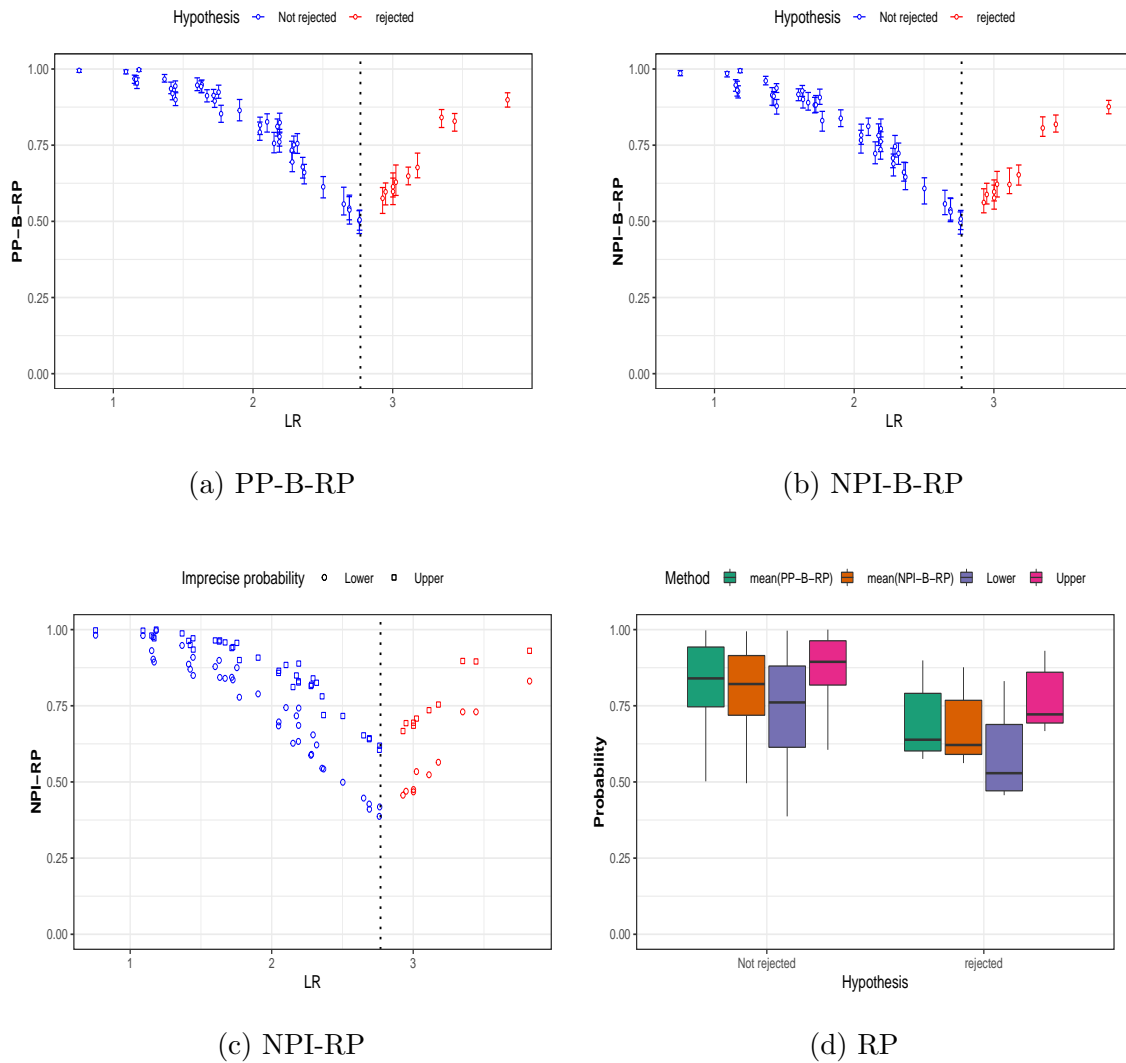 Hypothesis Not rejected rejected
PP−B−RP
1.00
0.75
0.50
0.25
0.00
1 2 3
LR
(a) PP-B-RP
Hypothesis Not rejected rejected
NPI−B−RP
1.00
0.75
0.50
0.25
0.00
1 2 3
LR
(b) NPI-B-RP
Imprecise probability Lower Upper
NPI−RP
1.00
0.75
0.50
0.25
0.00
1 2 3
LR
(c) NPI-RP
Method mean(PP−B−RP) mean(NPI−B−RP) Lower Upper
Probability
1.00
0.75
0.50
0.25
0.00
Not rejected rejected
Hypothesis
(d) RP